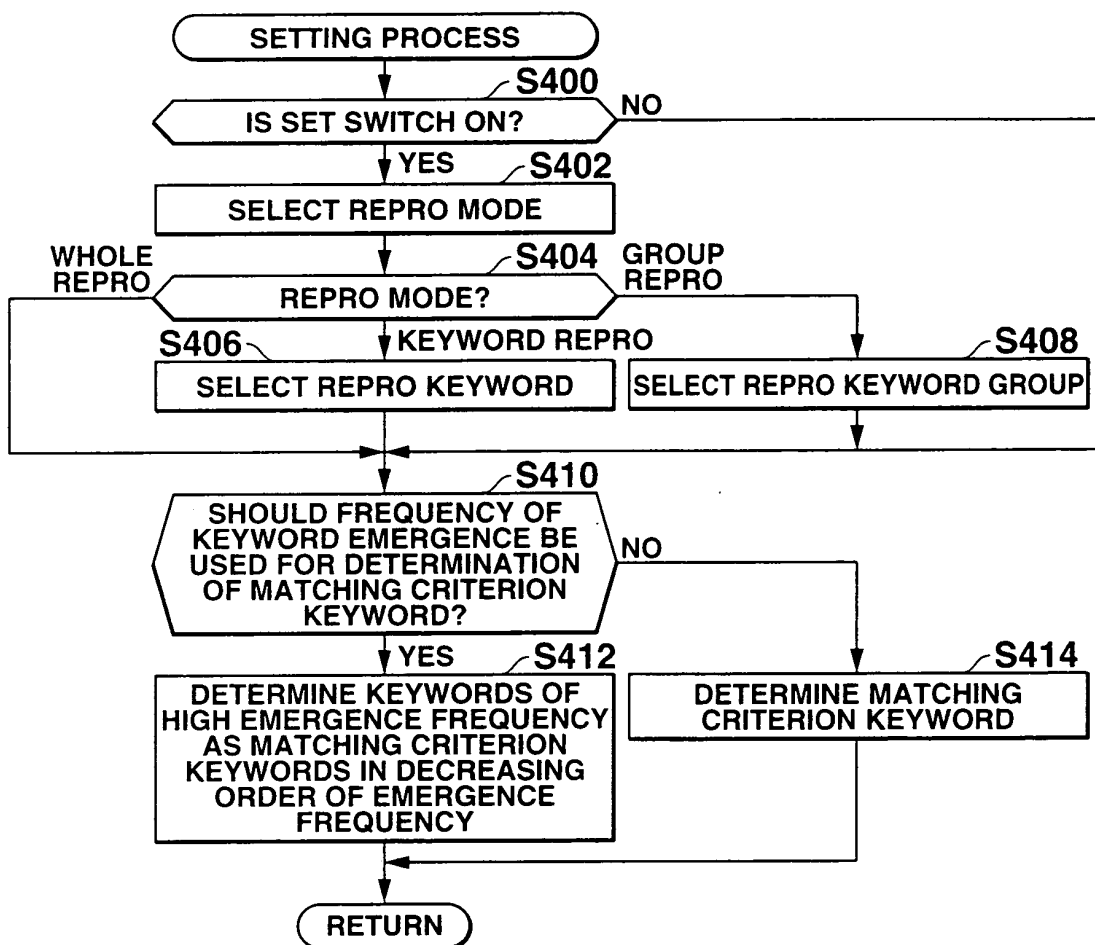 SETTING PROCESS
S400
IS SET SWITCH ON?
NO
YES
S402
SELECT REPRO MODE
WHOLE
REPRO
S404
GROUP
REPRO
REPRO MODE?
S406
KEYWORD REPRO
S408
SELECT REPRO KEYWORD
SELECT REPRO KEYWORD GROUP
S410
SHOULD FREQUENCY OF
KEYWORD EMERGENCE BE
USED FOR DETERMINATION
OF MATCHING CRITERION
KEYWORD?
NO
YES
S412
S414
DETERMINE KEYWORDS OF
HIGH EMERGENCE FREQUENCY
AS MATCHING CRITERION
KEYWORDS IN DECREASING
ORDER OF EMERGENCE
FREQUENCY
DETERMINE MATCHING
CRITERION KEYWORD
RETURN